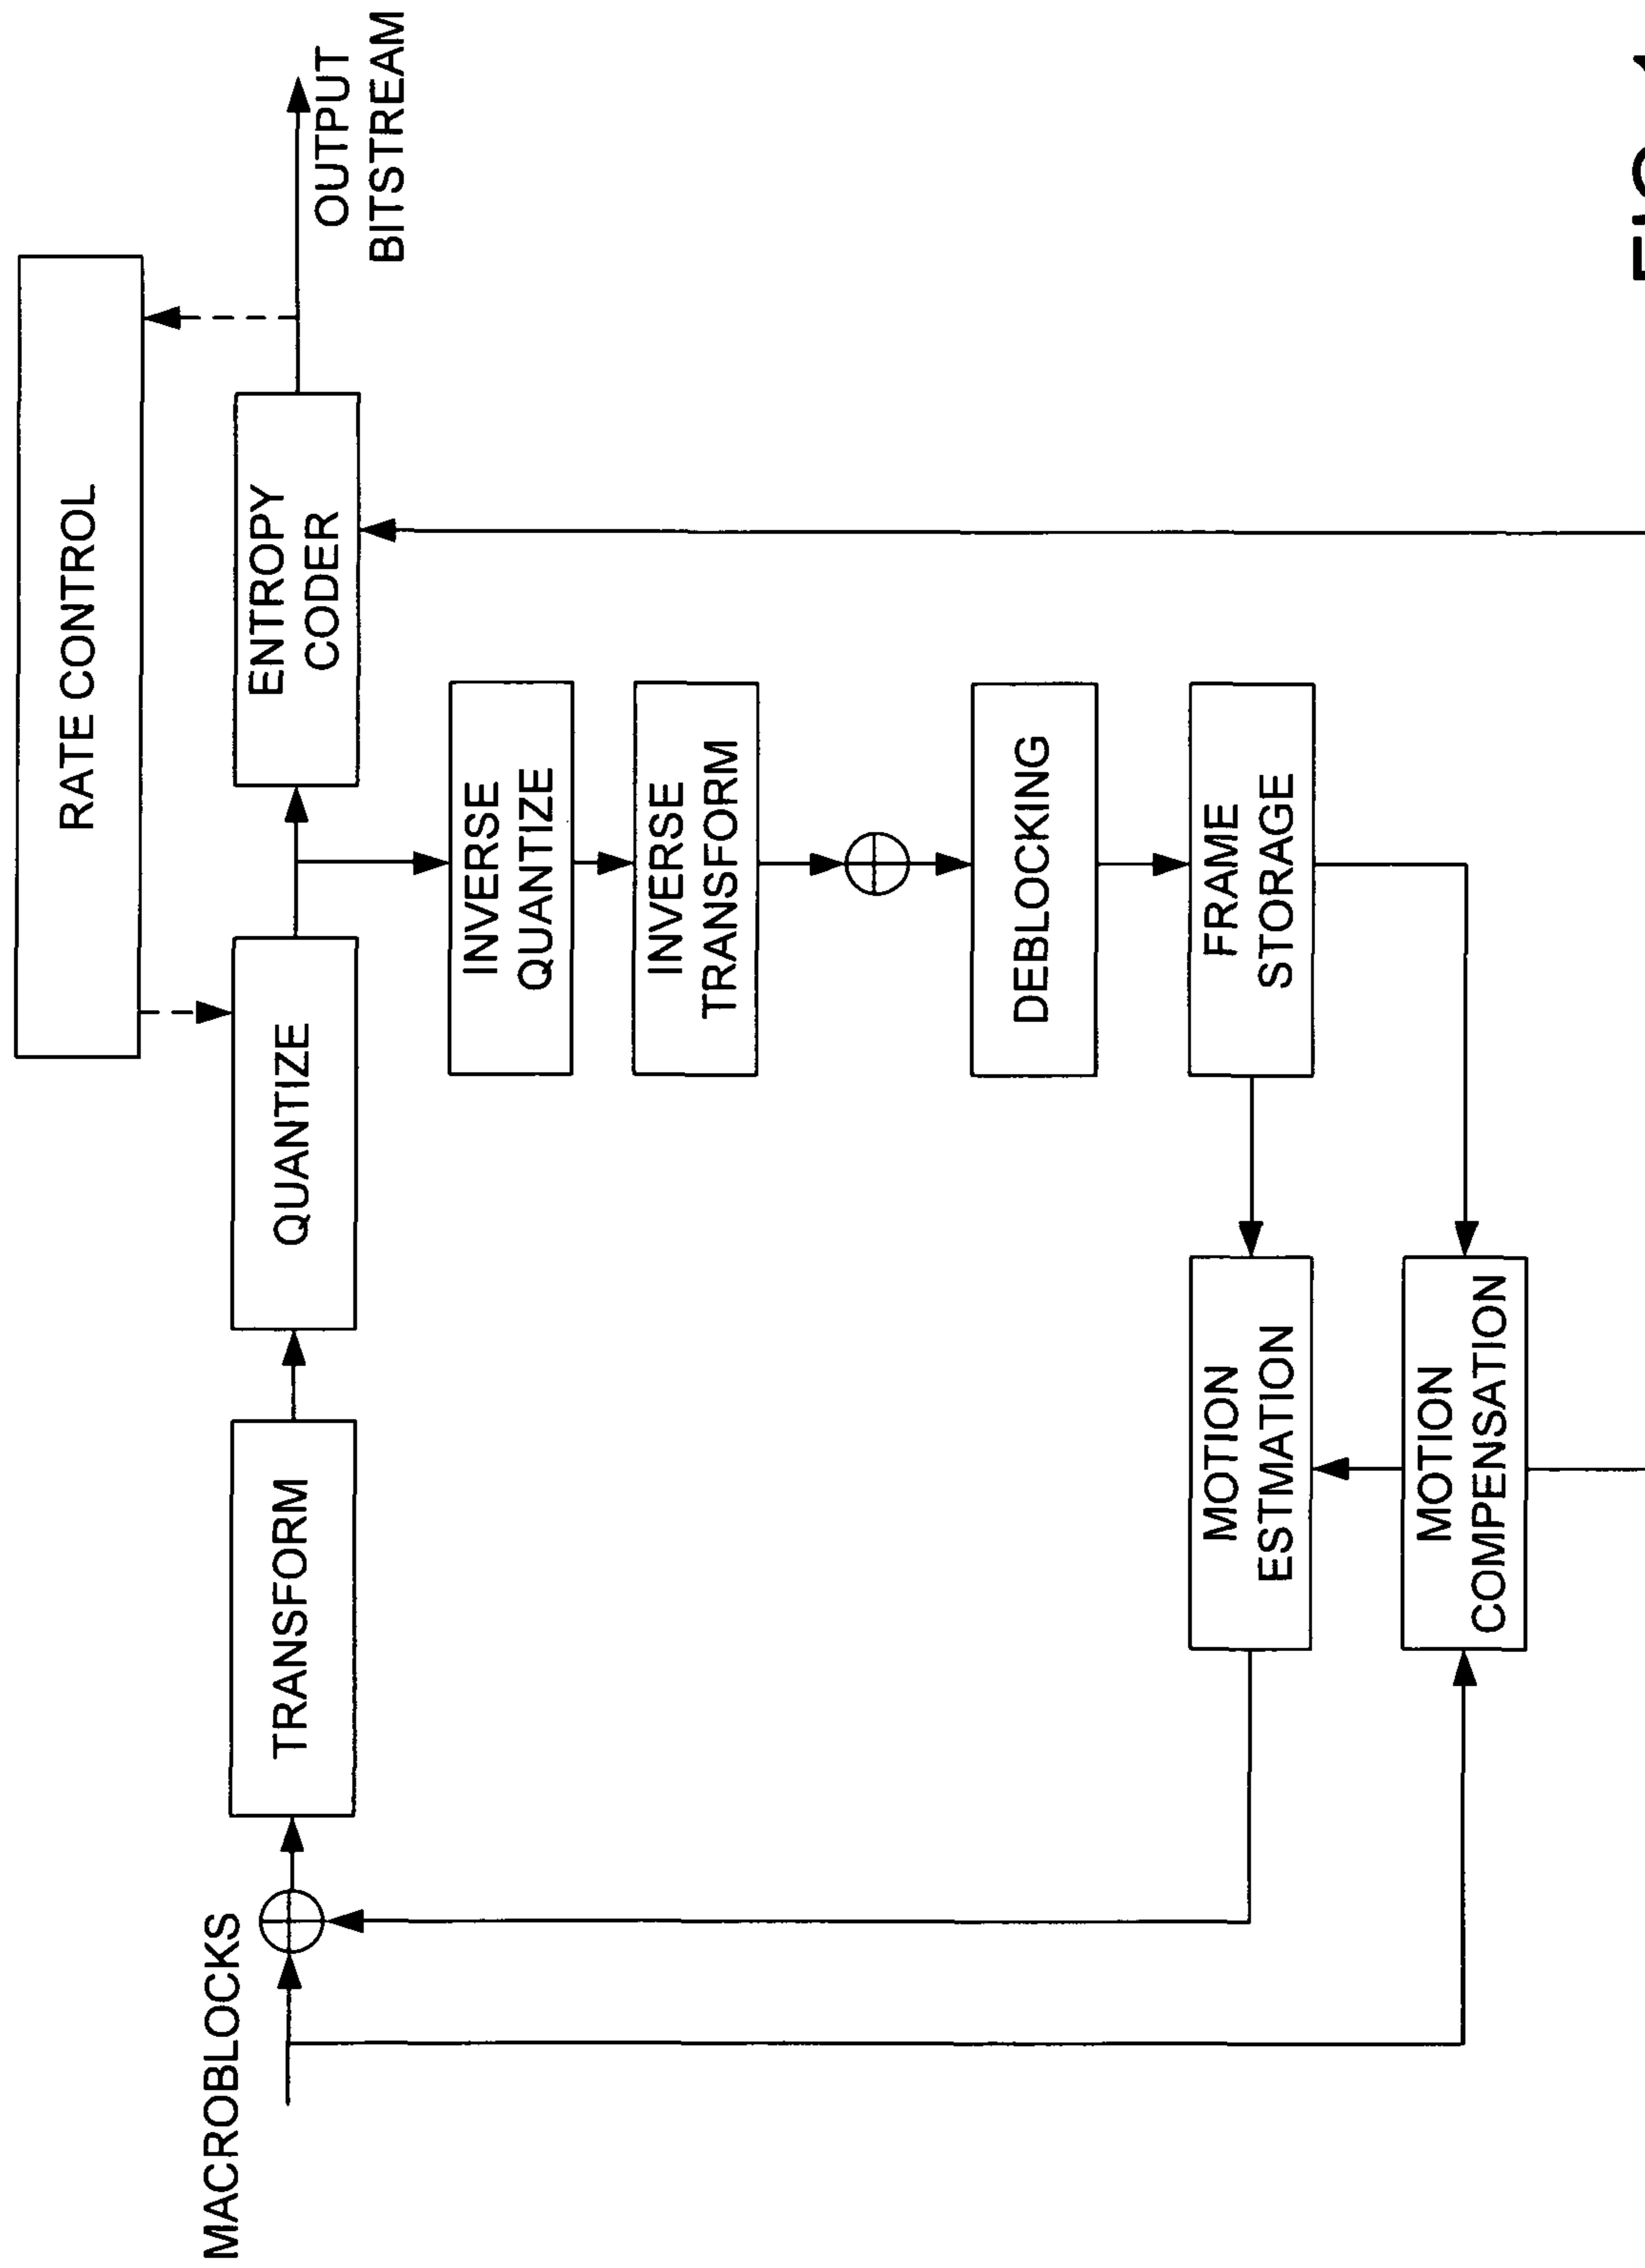 RATE CONTROL
MACROBLOCKS
TRANSFORM
QUANTIZE
ENTROPY
CODER
OUTPUT
BITSTREAM
INVERSE
QUANTIZE
INVERSE
TRANSFORM
DEBLOCKING
MOTION
ESTMATION
FRAME
STORAGE
MOTION
COMPENSATION